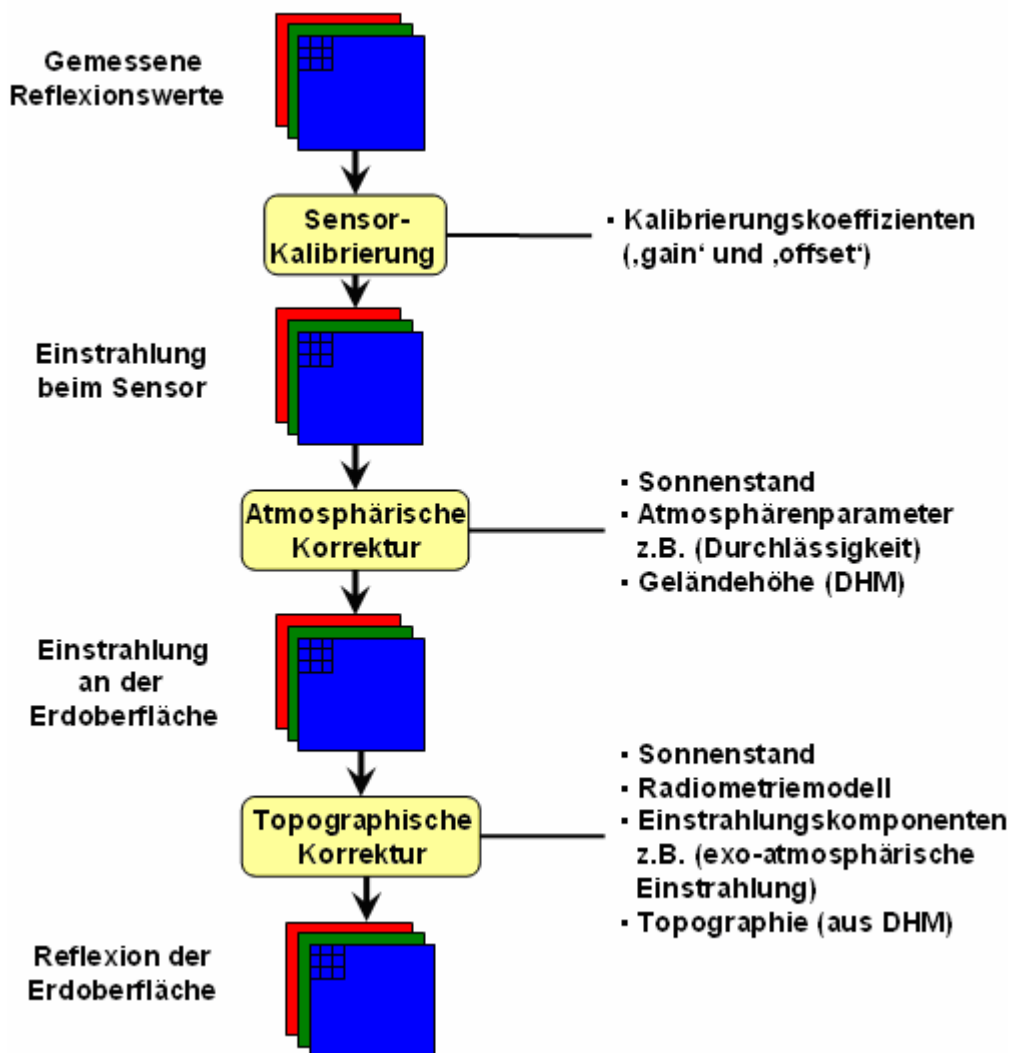 Gemessene
Reflexionswerte
Sensor-
Kalibrierung
▪ Kalibrierungskoeffizienten
(‚gain‘ und ‚offset‘)
Einstrahlung
beim Sensor
Atmosphärische
Korrektur
▪ Sonnenstand
▪ Atmosphärenparameter
z.B. (Durchlässigkeit)
▪ Geländehöhe (DHM)
Einstrahlung
an der
Erdoberfläche
Topographische
Korrektur
▪ Sonnenstand
▪ Radiometriemodell
▪ Einstrahlungskomponenten
z.B. (exo-atmosphärische
Einstrahlung)
▪ Topographie (aus DHM)
Reflexion der
Erdoberfläche